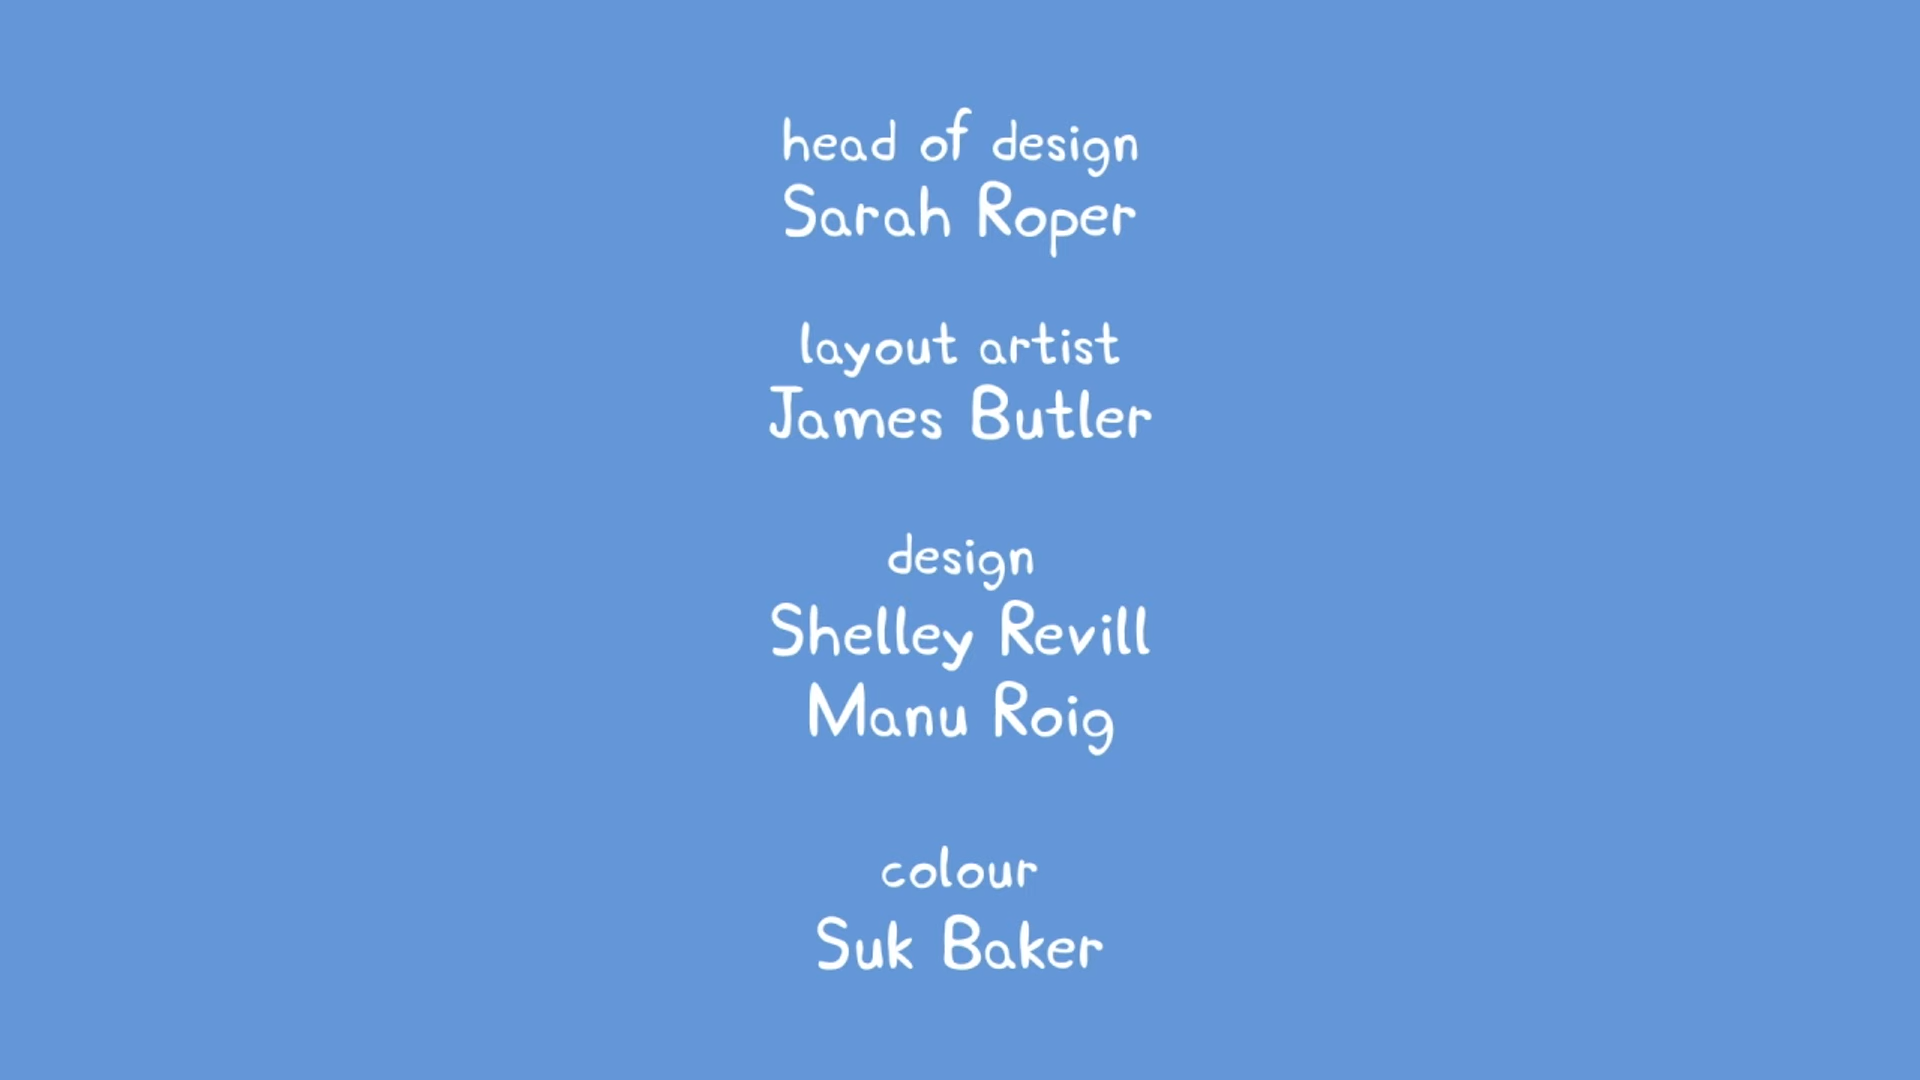 head of design
Sarah Roper
layout artist
James Butler
design
Shelley Revill
Manu Roig
colour
Suk Baker